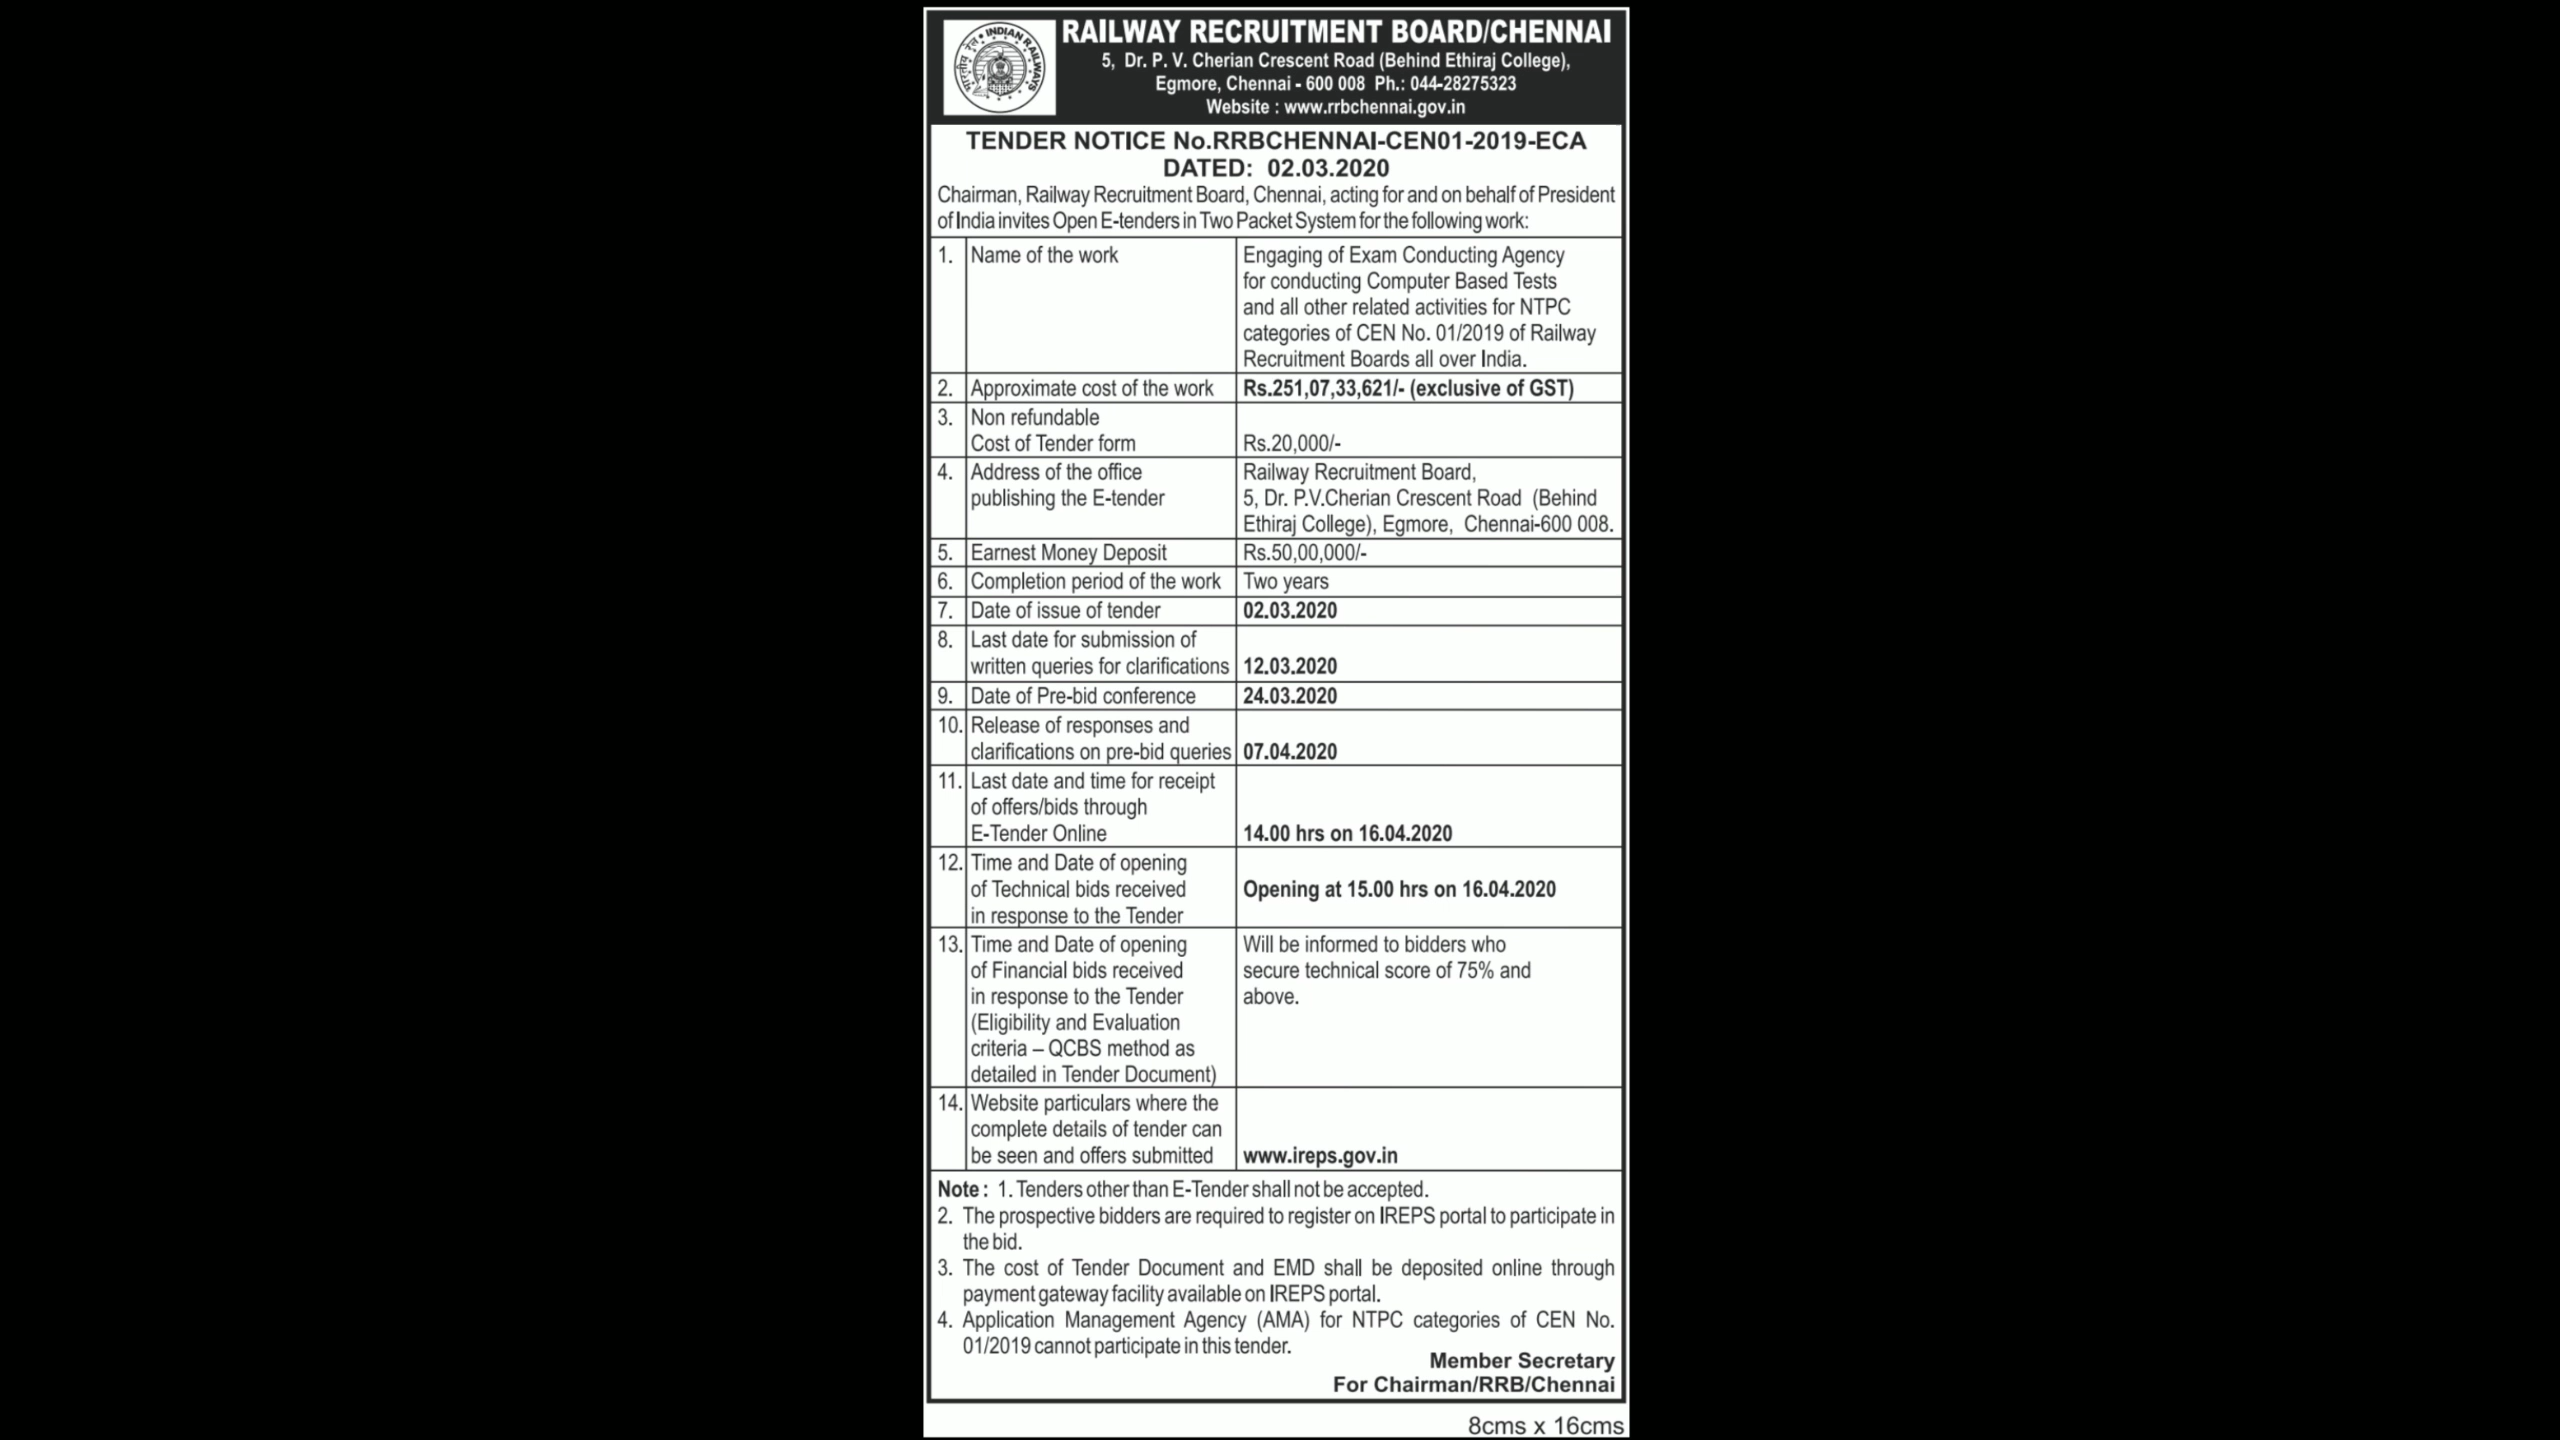 भारतीय रेल • INDIAN RAILWAYS
RAILWAY RECRUITMENT BOARD/CHENNAI
5, Dr. P. V. Cherian Crescent Road (Behind Ethiraj College),
Egmore, Chennai - 600 008 Ph.: 044-28275323
Website : www.rrbchennai.gov.in
TENDER NOTICE No.RRBCHENNAI-CEN01-2019-ECA
DATED: 02.03.2020
Chairman, Railway Recruitment Board, Chennai, acting for and on behalf of President
of India invites Open E-tenders in Two Packet System for the following work:
1. Name of the work Engaging of Exam Conducting Agency
for conducting Computer Based Tests
and all other related activities for NTPC
categories of CEN No. 01/2019 of Railway
Recruitment Boards all over India.
2. Approximate cost of the work Rs.251,07,33,621/- (exclusive of GST)
3. Non refundable
Cost of Tender form Rs.20,000/-
4. Address of the office Railway Recruitment Board,
publishing the E-tender 5, Dr. P.V.Cherian Crescent Road (Behind
Ethiraj College), Egmore, Chennai-600 008.
5. Earnest Money Deposit Rs.50,00,000/-
6. Completion period of the work Two years
7. Date of issue of tender 02.03.2020
8. Last date for submission of
written queries for clarifications 12.03.2020
9. Date of Pre-bid conference 24.03.2020
10. Release of responses and
clarifications on pre-bid queries 07.04.2020
11. Last date and time for receipt
of offers/bids through
E-Tender Online 14.00 hrs on 16.04.2020
12. Time and Date of opening
of Technical bids received Opening at 15.00 hrs on 16.04.2020
in response to the Tender
13. Time and Date of opening Will be informed to bidders who
of Financial bids received secure technical score of 75% and
in response to the Tender above.
(Eligibility and Evaluation
criteria – QCBS method as
detailed in Tender Document)
14. Website particulars where the
complete details of tender can
be seen and offers submitted www.ireps.gov.in
Note : 1. Tenders other than E-Tender shall not be accepted.
2. The prospective bidders are required to register on IREPS portal to participate in
the bid.
3. The cost of Tender Document and EMD shall be deposited online through
payment gateway facility available on IREPS portal.
4. Application Management Agency (AMA) for NTPC categories of CEN No.
01/2019 cannot participate in this tender.
Member Secretary
For Chairman/RRB/Chennai
8cms x 16cms